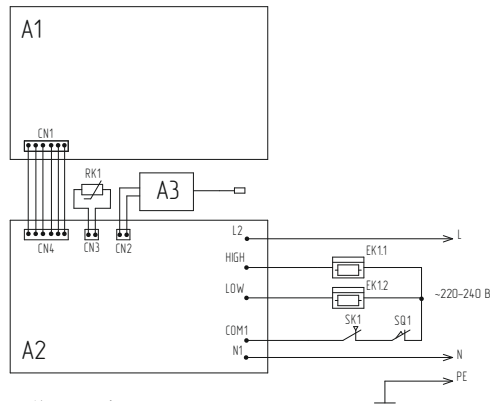 A1
CN1
RK1
A3
CN4
CN3
CN2
L2
L
HIGH
EK1.1
LOW
EK1.2
~220-240 В
COM1
SK1
SQ1
A2
N1
N
PE